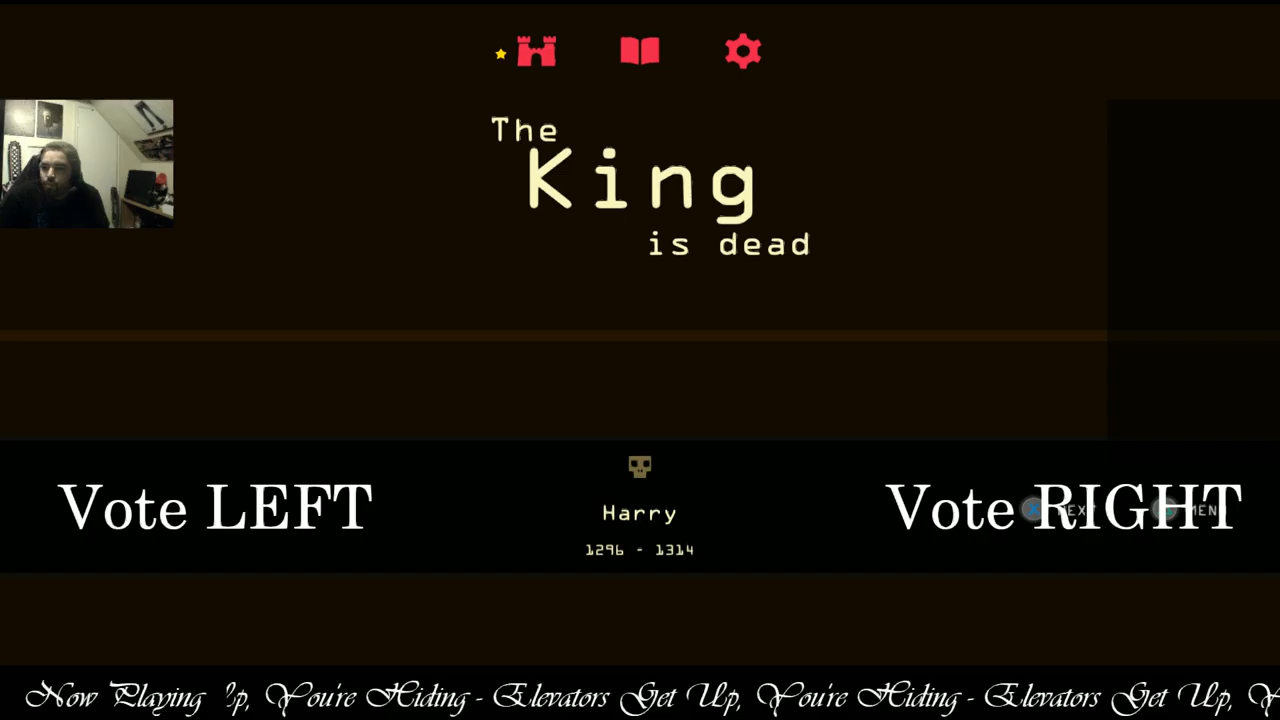 The
King
is dead
Vote LEFT
Harry
1296 - 1314
Vote RIGHT
MENU
Now Playing ?p, You're Hiding - Elevators Get Up, You're Hiding - Elevators Get Up, Y